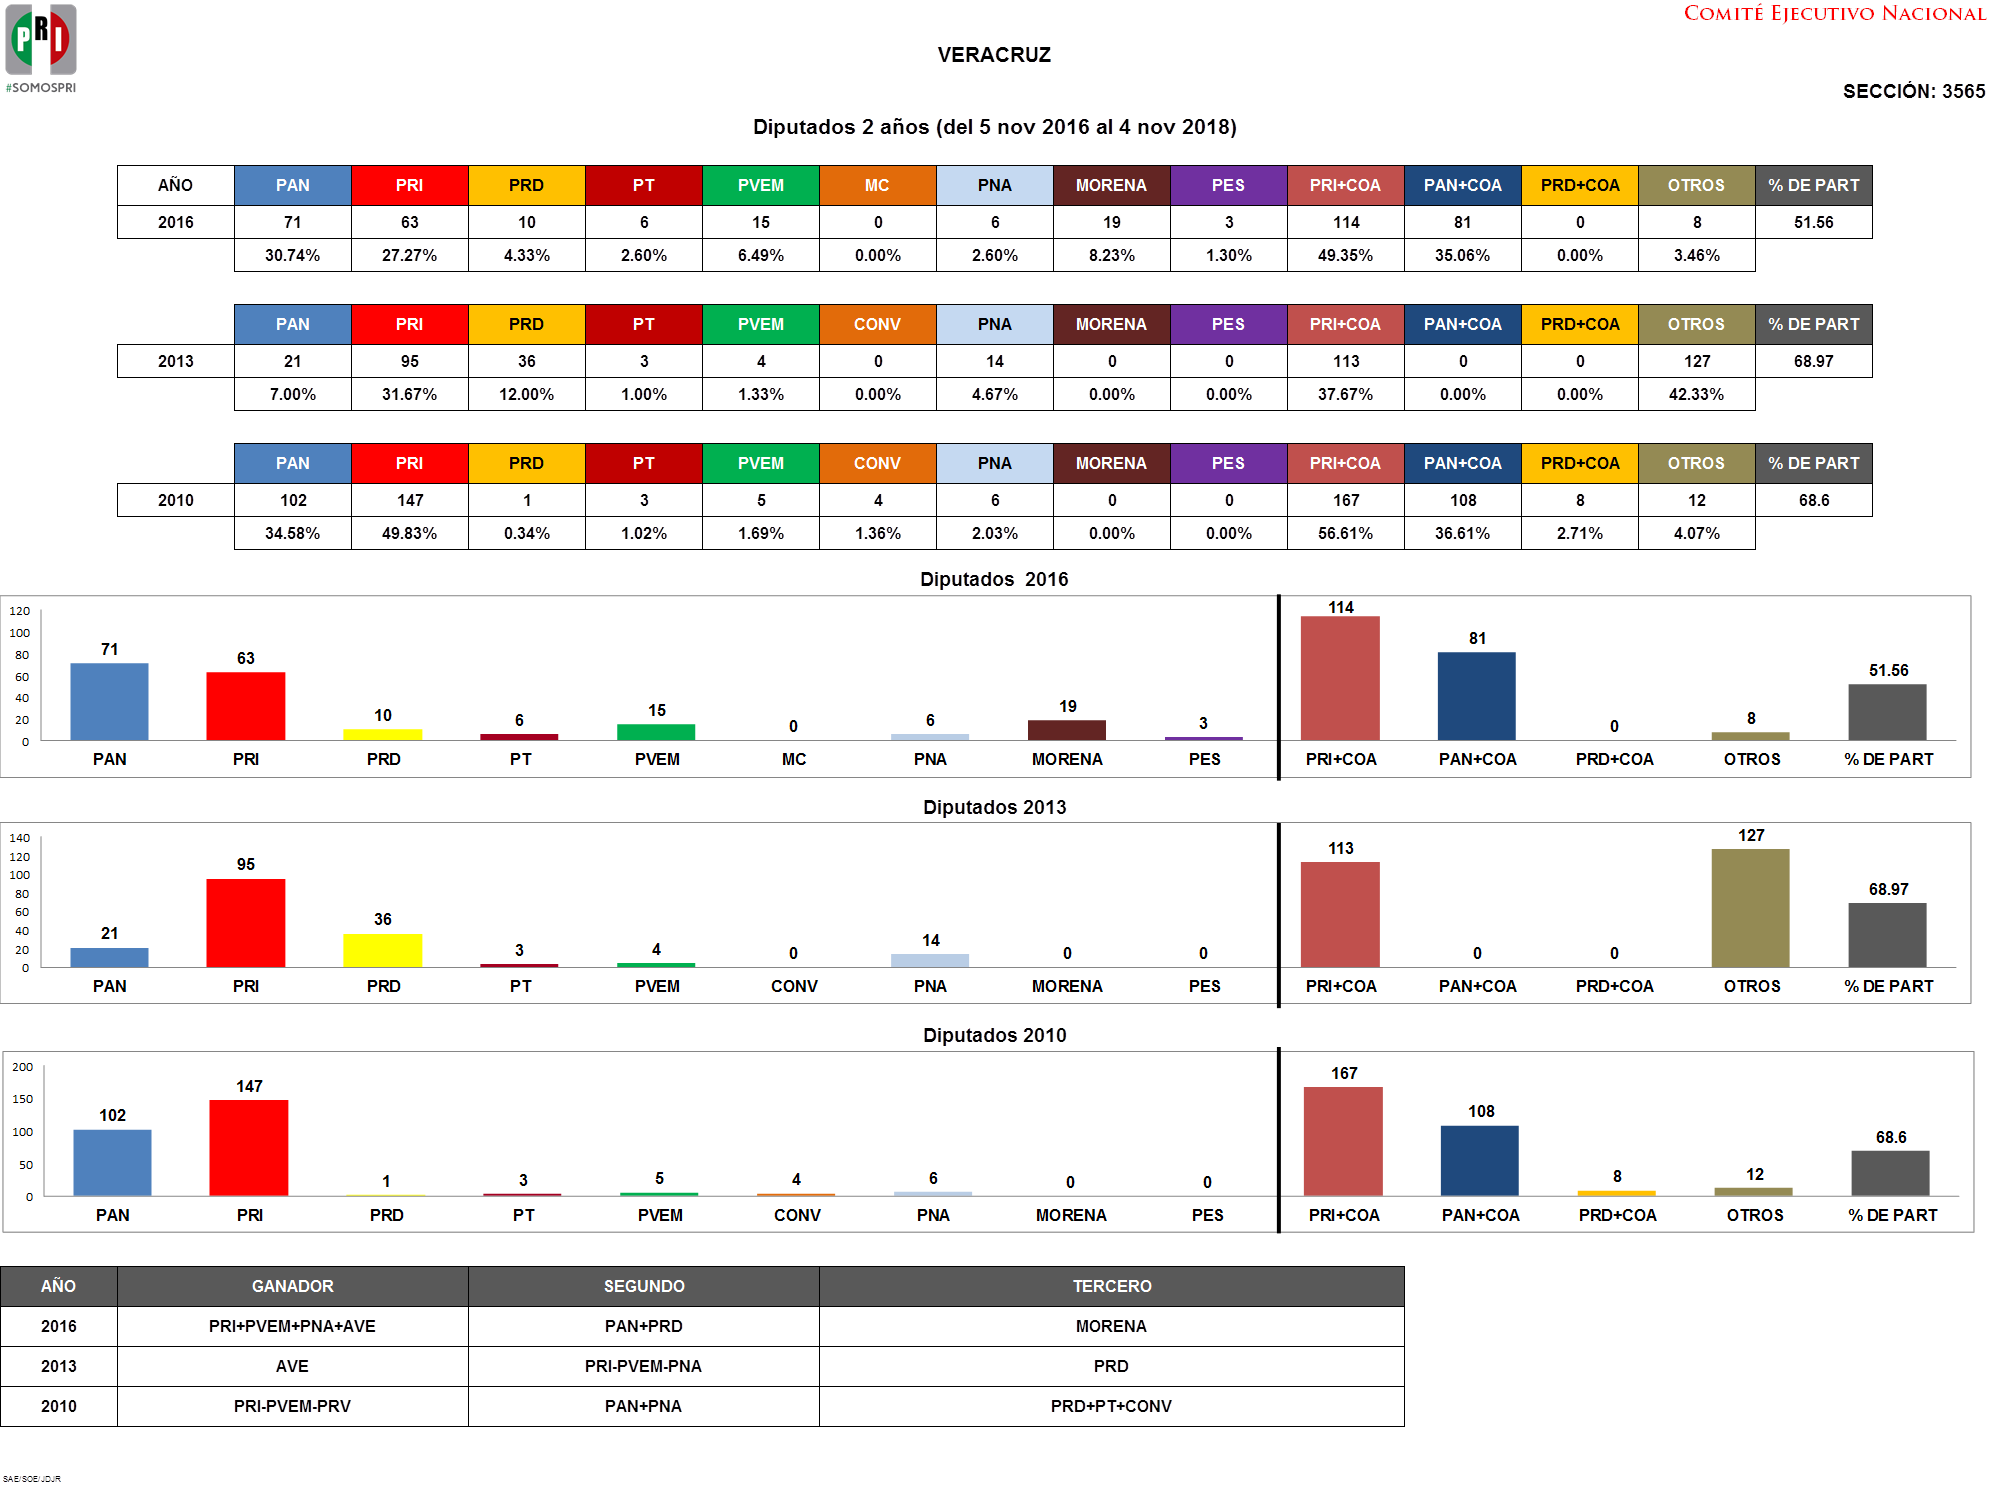 PRI
#SOMOSPRI
COMITÉ EJECUTIVO NACIONAL
VERACRUZ
SECCIÓN: 3565
Diputados 2 años (del 5 nov 2016 al 4 nov 2018)
AÑO PAN PRI PRD PT PVEM MC PNA MORENA PES PRI+COA PAN+COA PRD+COA OTROS % DE PART
2016 71 63 10 6 15 0 6 19 3 114 81 0 8 51.56
30.74% 27.27% 4.33% 2.60% 6.49% 0.00% 2.60% 8.23% 1.30% 49.35% 35.06% 0.00% 3.46%
PAN PRI PRD PT PVEM CONV PNA MORENA PES PRI+COA PAN+COA PRD+COA OTROS % DE PART
2013 21 95 36 3 4 0 14 0 0 113 0 0 127 68.97
7.00% 31.67% 12.00% 1.00% 1.33% 0.00% 4.67% 0.00% 0.00% 37.67% 0.00% 0.00% 42.33%
PAN PRI PRD PT PVEM CONV PNA MORENA PES PRI+COA PAN+COA PRD+COA OTROS % DE PART
2010 102 147 1 3 5 4 6 0 0 167 108 8 12 68.6
34.58% 49.83% 0.34% 1.02% 1.69% 1.36% 2.03% 0.00% 0.00% 56.61% 36.61% 2.71% 4.07%
Diputados  2016
120
100
80
60
40
20
0
71 63 10 6 15 0 6 19 3 114 81 0 8 51.56
PAN PRI PRD PT PVEM MC PNA MORENA PES PRI+COA PAN+COA PRD+COA OTROS % DE PART
Diputados 2013
140
120
100
80
60
40
20
0
21 95 36 3 4 0 14 0 0 113 0 0 127 68.97
PAN PRI PRD PT PVEM CONV PNA MORENA PES PRI+COA PAN+COA PRD+COA OTROS % DE PART
Diputados 2010
200
150
100
50
0
102 147 1 3 5 4 6 0 0 167 108 8 12 68.6
PAN PRI PRD PT PVEM CONV PNA MORENA PES PRI+COA PAN+COA PRD+COA OTROS % DE PART
AÑO GANADOR SEGUNDO TERCERO
2016 PRI+PVEM+PNA+AVE PAN+PRD MORENA
2013 AVE PRI-PVEM-PNA PRD
2010 PRI-PVEM-PRV PAN+PNA PRD+PT+CONV
SAE/SOE/JDJR